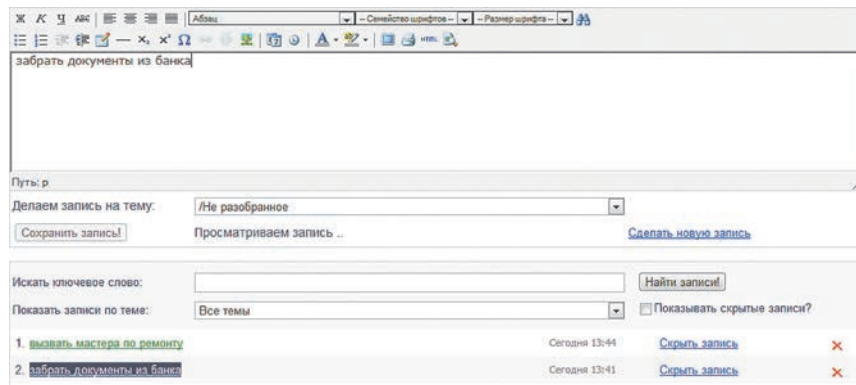 Ж К Ч ABC Абзац -- Семейство шрифтов -- -- Размер шрифта --
HTML
забрать документы из банка
Путь: p
Делаем запись на тему: /Не разобранное
Сохранить запись! Просматриваем запись .. Сделать новую запись
Искать ключевое слово: Найти записи!
Показать записи по теме: Все темы Показывать скрытые записи?
1. вызвать мастера по ремонту Сегодня 13:44 Скрыть запись
2. забрать документы из банка Сегодня 13:41 Скрыть запись